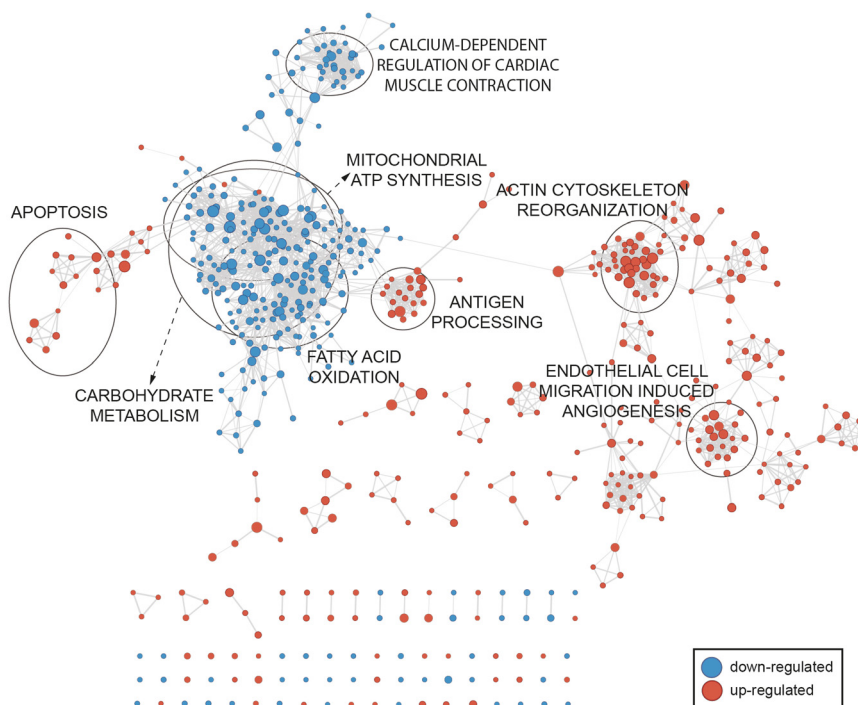 CALCIUM-DEPENDENT
REGULATION OF CARDIAC
MUSCLE CONTRACTION
MITOCHONDRIAL
ATP SYNTHESIS
ACTIN CYTOSKELETON
REORGANIZATION
APOPTOSIS
ANTIGEN
PROCESSING
FATTY ACID
OXIDATION
ENDOTHELIAL CELL
MIGRATION INDUCED
ANGIOGENESIS
CARBOHYDRATE
METABOLISM
down-regulated
up-regulated